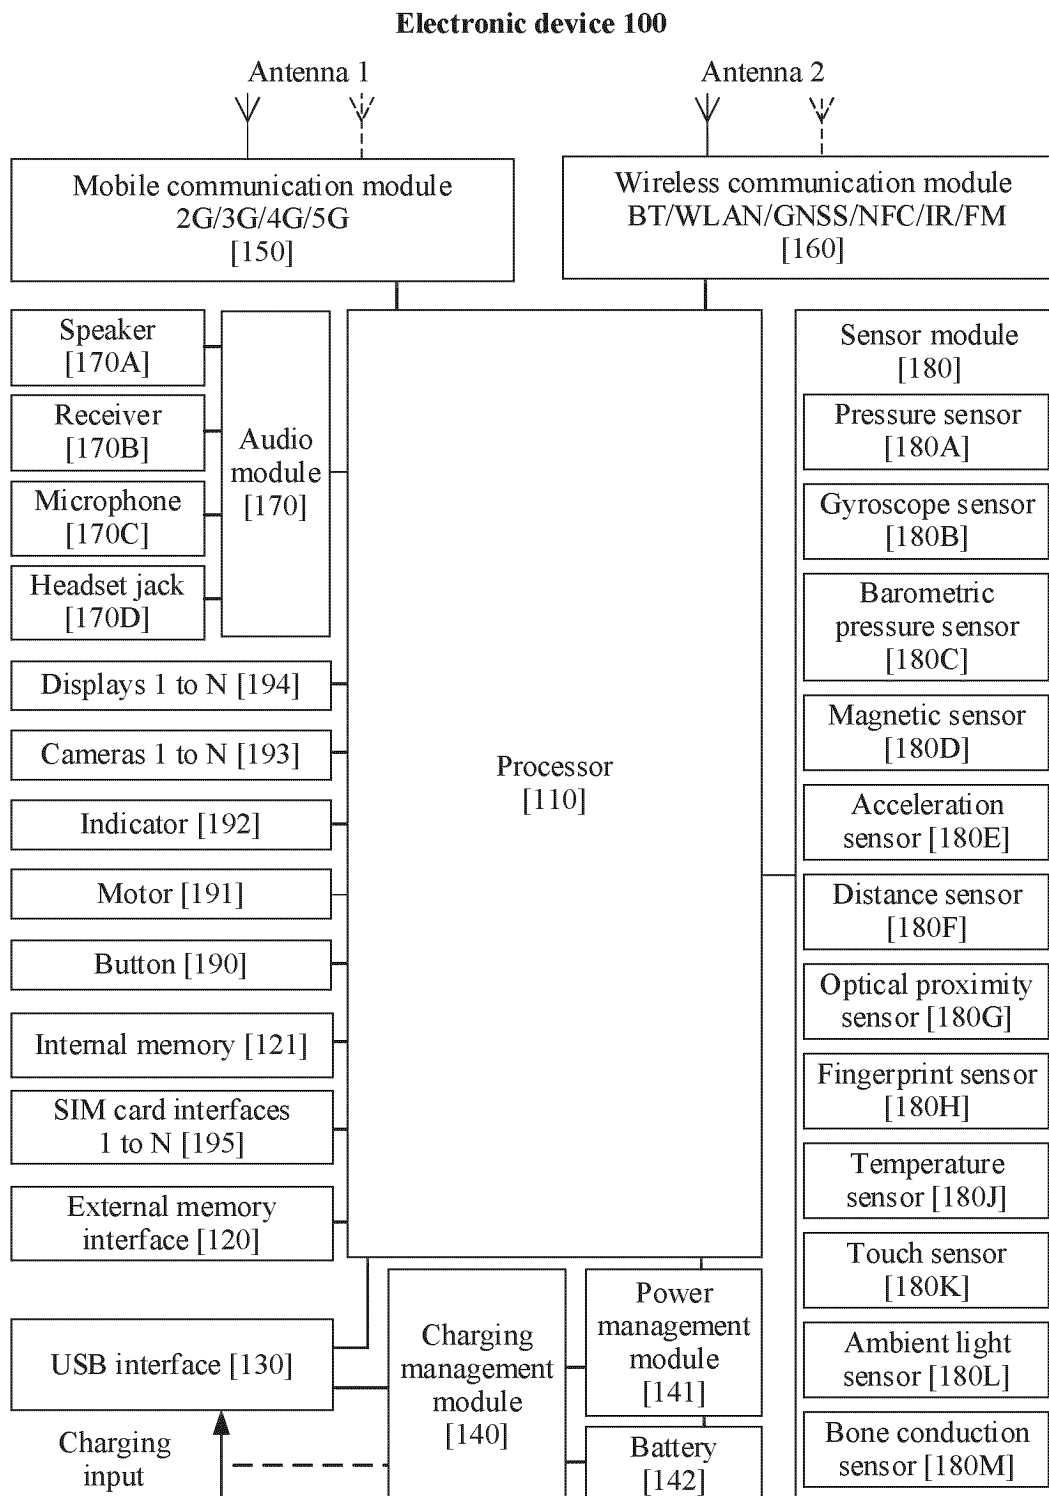 Electronic device 100
Antenna 1
Antenna 2
Mobile communication module
2G/3G/4G/5G
[150]
Wireless communication module
BT/WLAN/GNSS/NFC/IR/FM
[160]
Speaker
[170A]
Receiver
[170B]
Microphone
[170C]
Headset jack
[170D]
Audio
module
[170]
Displays 1 to N [194]
Cameras 1 to N [193]
Indicator [192]
Motor [191]
Button [190]
Internal memory [121]
SIM card interfaces
1 to N [195]
External memory
interface [120]
USB interface [130]
Charging
input
Processor
[110]
Charging
management
module
[140]
Power
management
module
[141]
Battery
[142]
Sensor module
[180]
Pressure sensor
[180A]
Gyroscope sensor
[180B]
Barometric
pressure sensor
[180C]
Magnetic sensor
[180D]
Acceleration
sensor [180E]
Distance sensor
[180F]
Optical proximity
sensor [180G]
Fingerprint sensor
[180H]
Temperature
sensor [180J]
Touch sensor
[180K]
Ambient light
sensor [180L]
Bone conduction
sensor [180M]